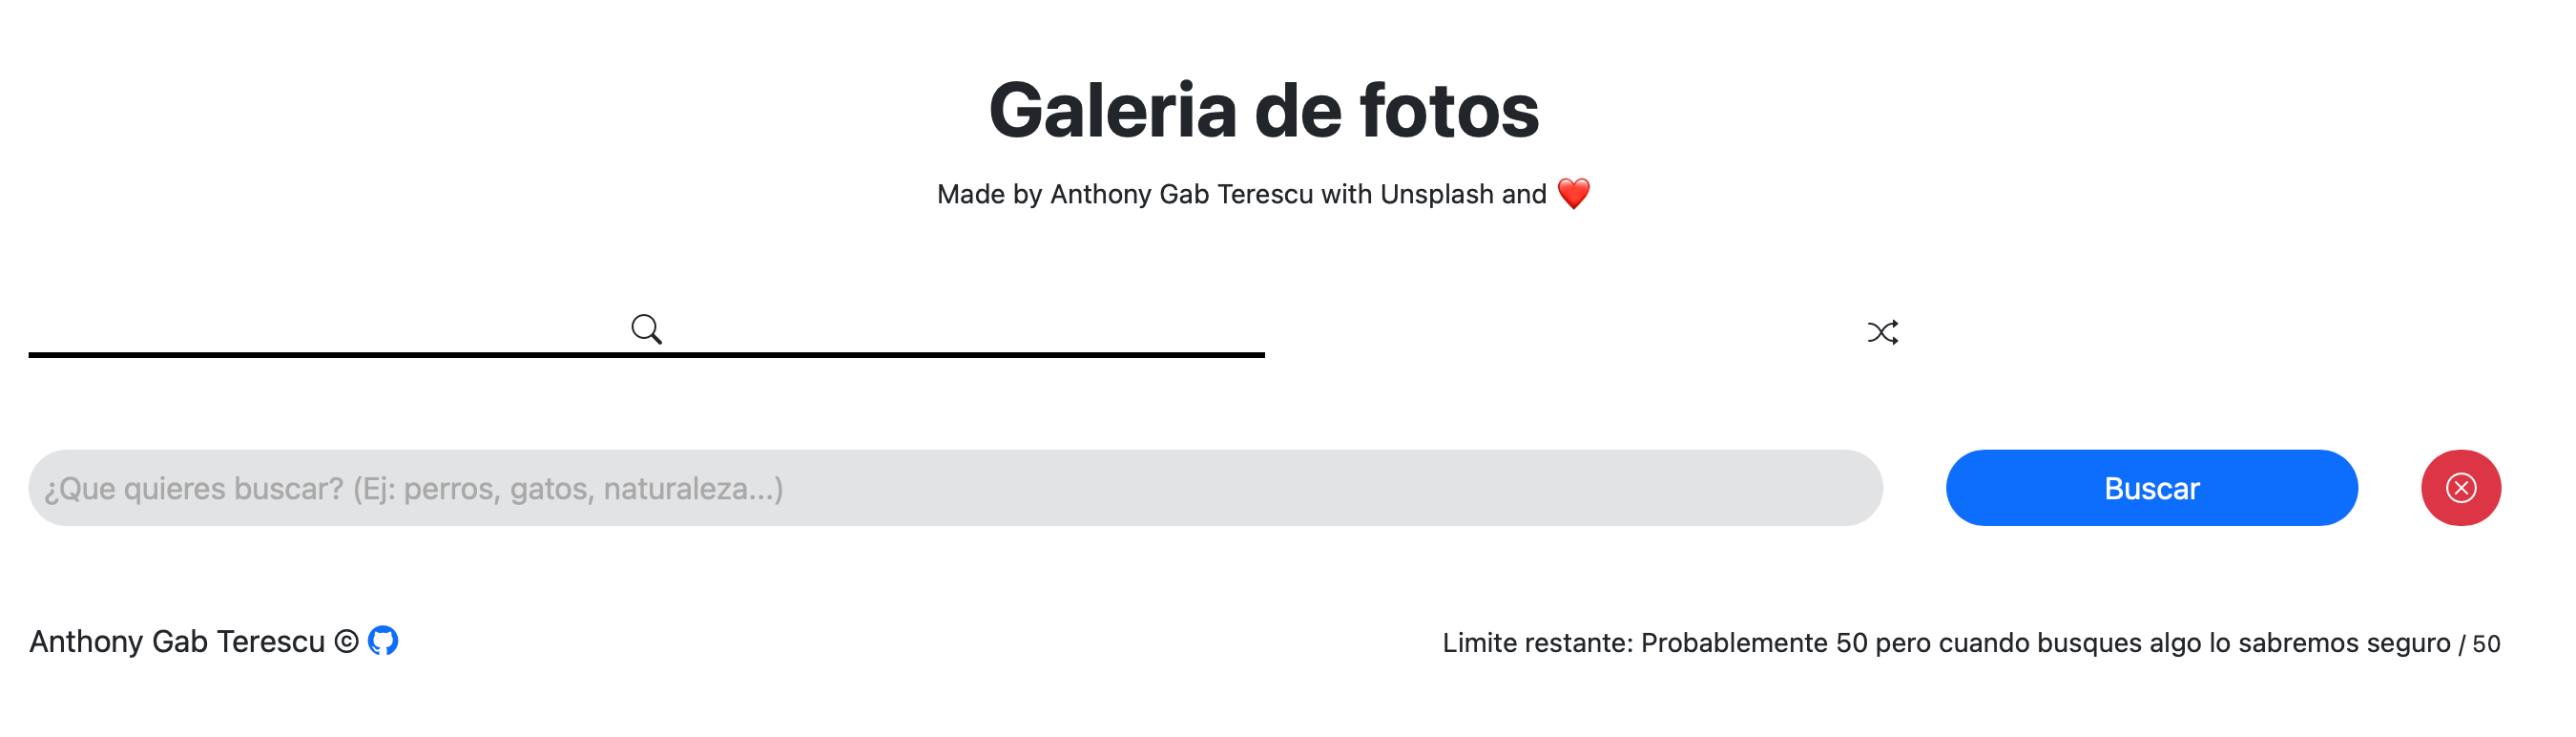 Galeria de fotos
Made by Anthony Gab Terescu with Unsplash and ❤️
¿Que quieres buscar? (Ej: perros, gatos, naturaleza...)
Buscar
Anthony Gab Terescu ©
Limite restante: Probablemente 50 pero cuando busques algo lo sabremos seguro / 50